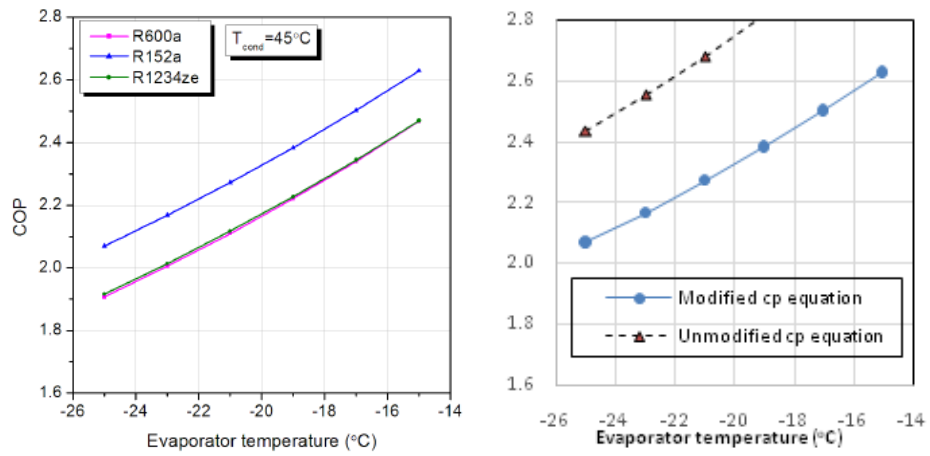 2.8
R600a
R152a
R1234ze
Tcond=45°C
2.6
2.4
2.2
2.0
1.8
1.6
COP
-26 -24 -22 -20 -18 -16 -14
Evaporator temperature (°C)
2.8
2.6
2.4
2.2
2.0
1.8
1.6
Modified cp equation
Unmodified cp equation
-26 -24 -22 -20 -18 -16 -14
Evaporator temperature (°C)